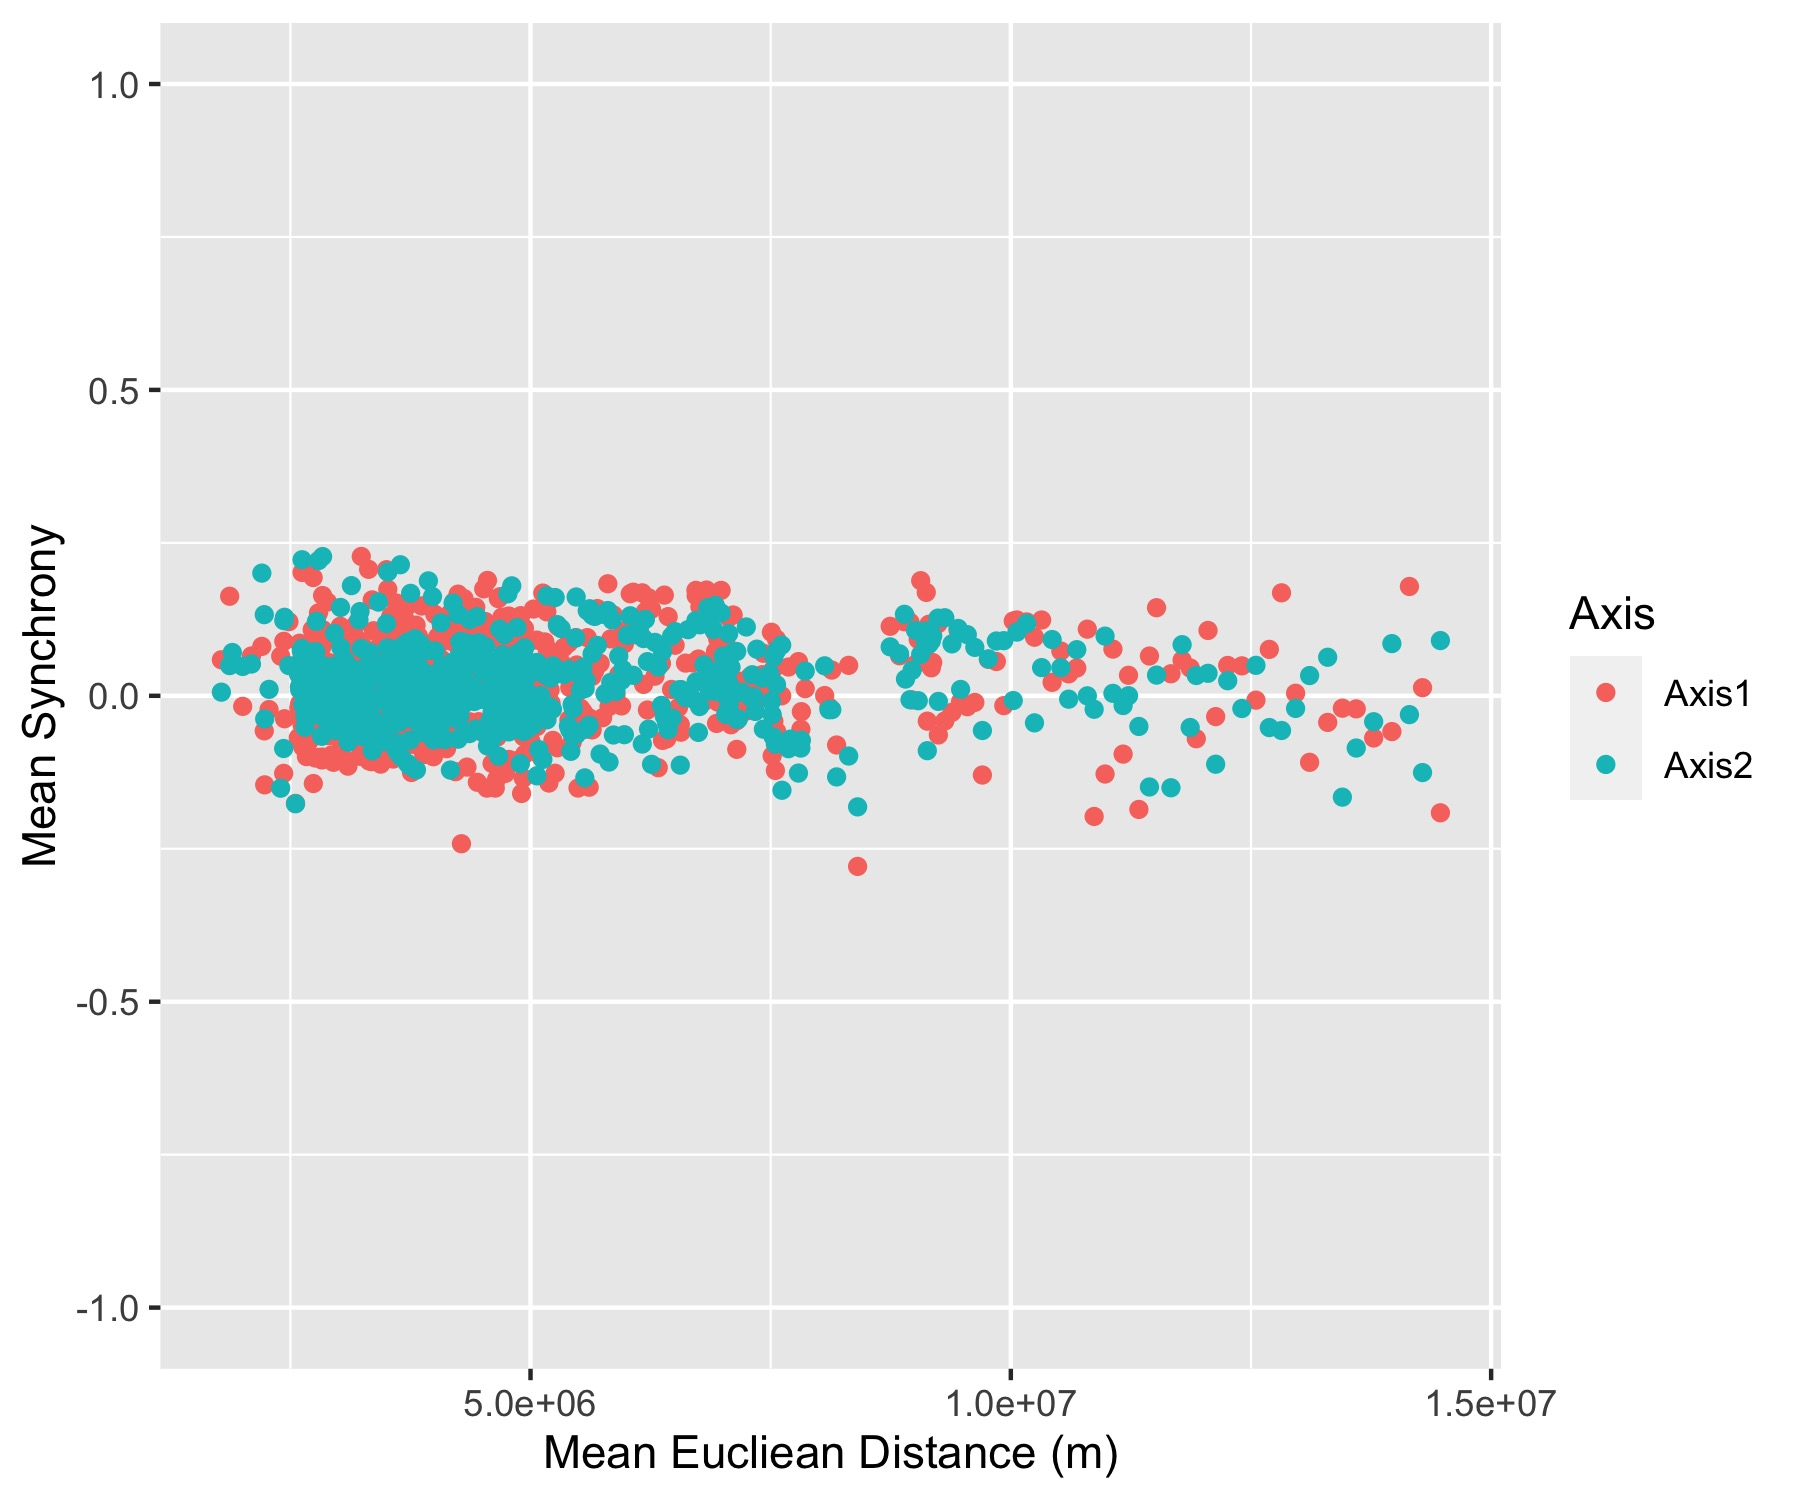 1.0
0.5
0.0
-0.5
-1.0
Mean Synchrony
5.0e+06
1.0e+07
1.5e+07
Mean Eucliean Distance (m)
Axis
Axis1
Axis2